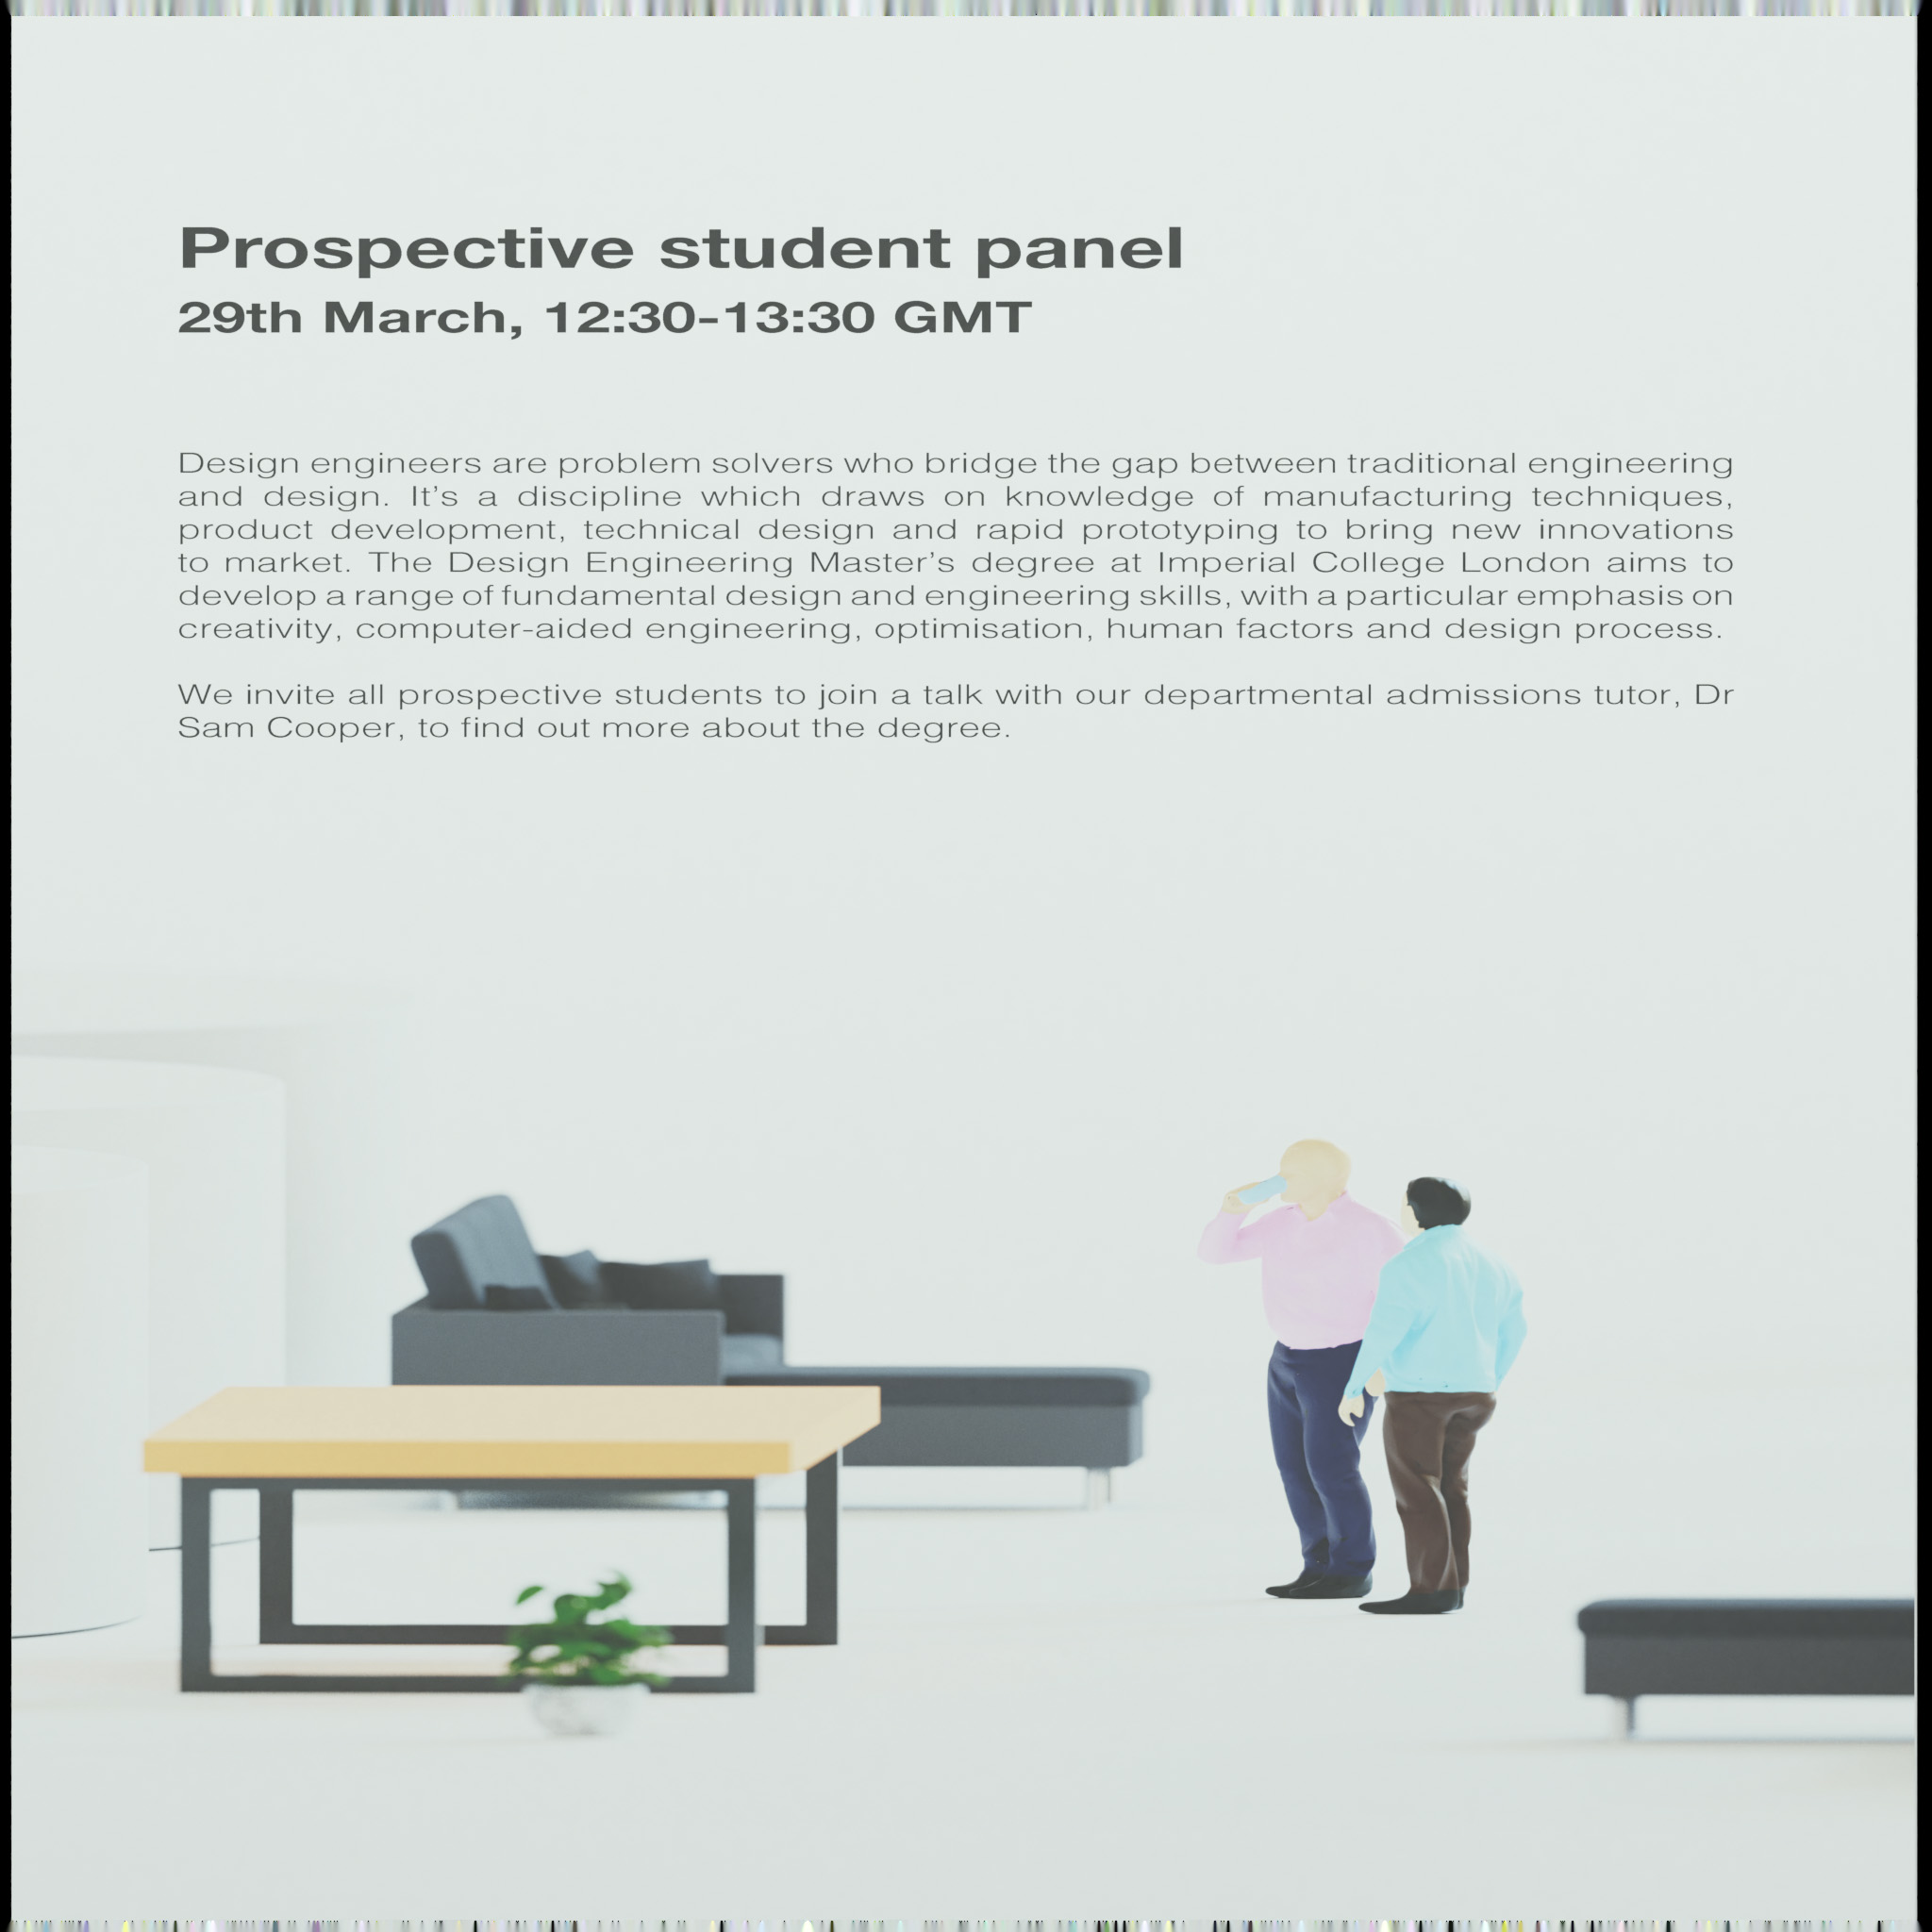 Prospective student panel
29th March, 12:30-13:30 GMT
Design engineers are problem solvers who bridge the gap between traditional engineering
and design. It’s a discipline which draws on knowledge of manufacturing techniques,
product development, technical design and rapid prototyping to bring new innovations
to market. The Design Engineering Master’s degree at Imperial College London aims to
develop a range of fundamental design and engineering skills, with a particular emphasis on
creativity, computer-aided engineering, optimisation, human factors and design process.
We invite all prospective students to join a talk with our departmental admissions tutor, Dr
Sam Cooper, to find out more about the degree.